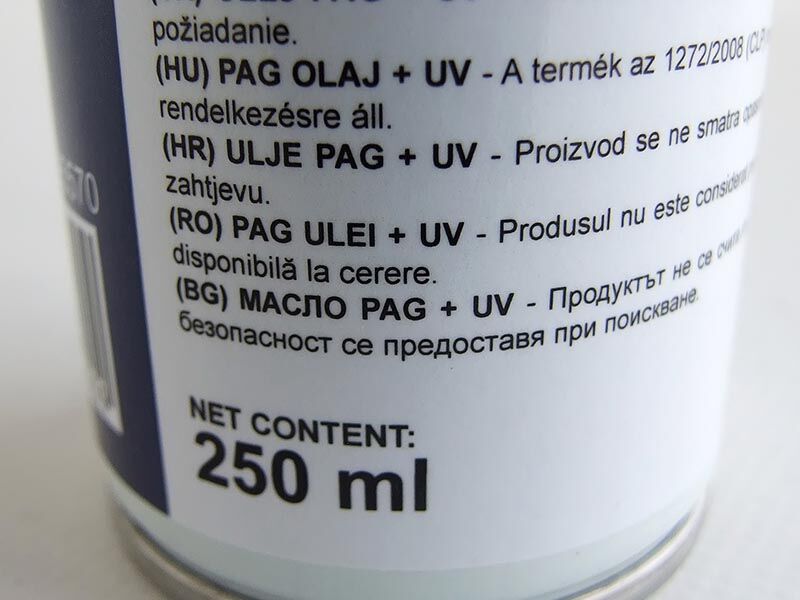 požiadanie.
(HU) PAG OLAJ + UV - A termék az 1272/2008 (CLP
rendelkezésre áll.
(HR) ULJE PAG + UV - Proizvod se ne smatra
zahtjevu.
(RO) PAG ULEI + UV - Produsul nu este
disponibilă la cerere.
(BG) МАСЛО PAG + UV - Продуктът не се счита
безопасност се предоставя при поискване.
NET CONTENT:
250 ml